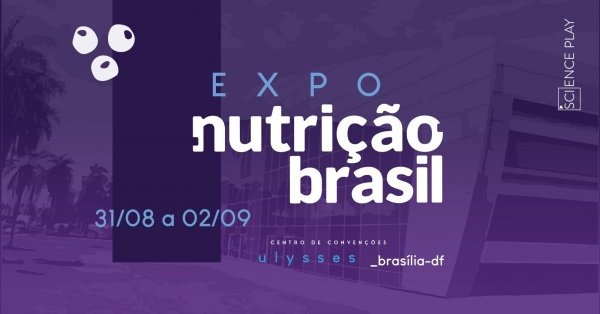 SCIENCE PLAY
EXPO
nutrição
brasil
31/08 a 02/09
CENTRO DE CONVENÇÕES
ulysses _brasília-df